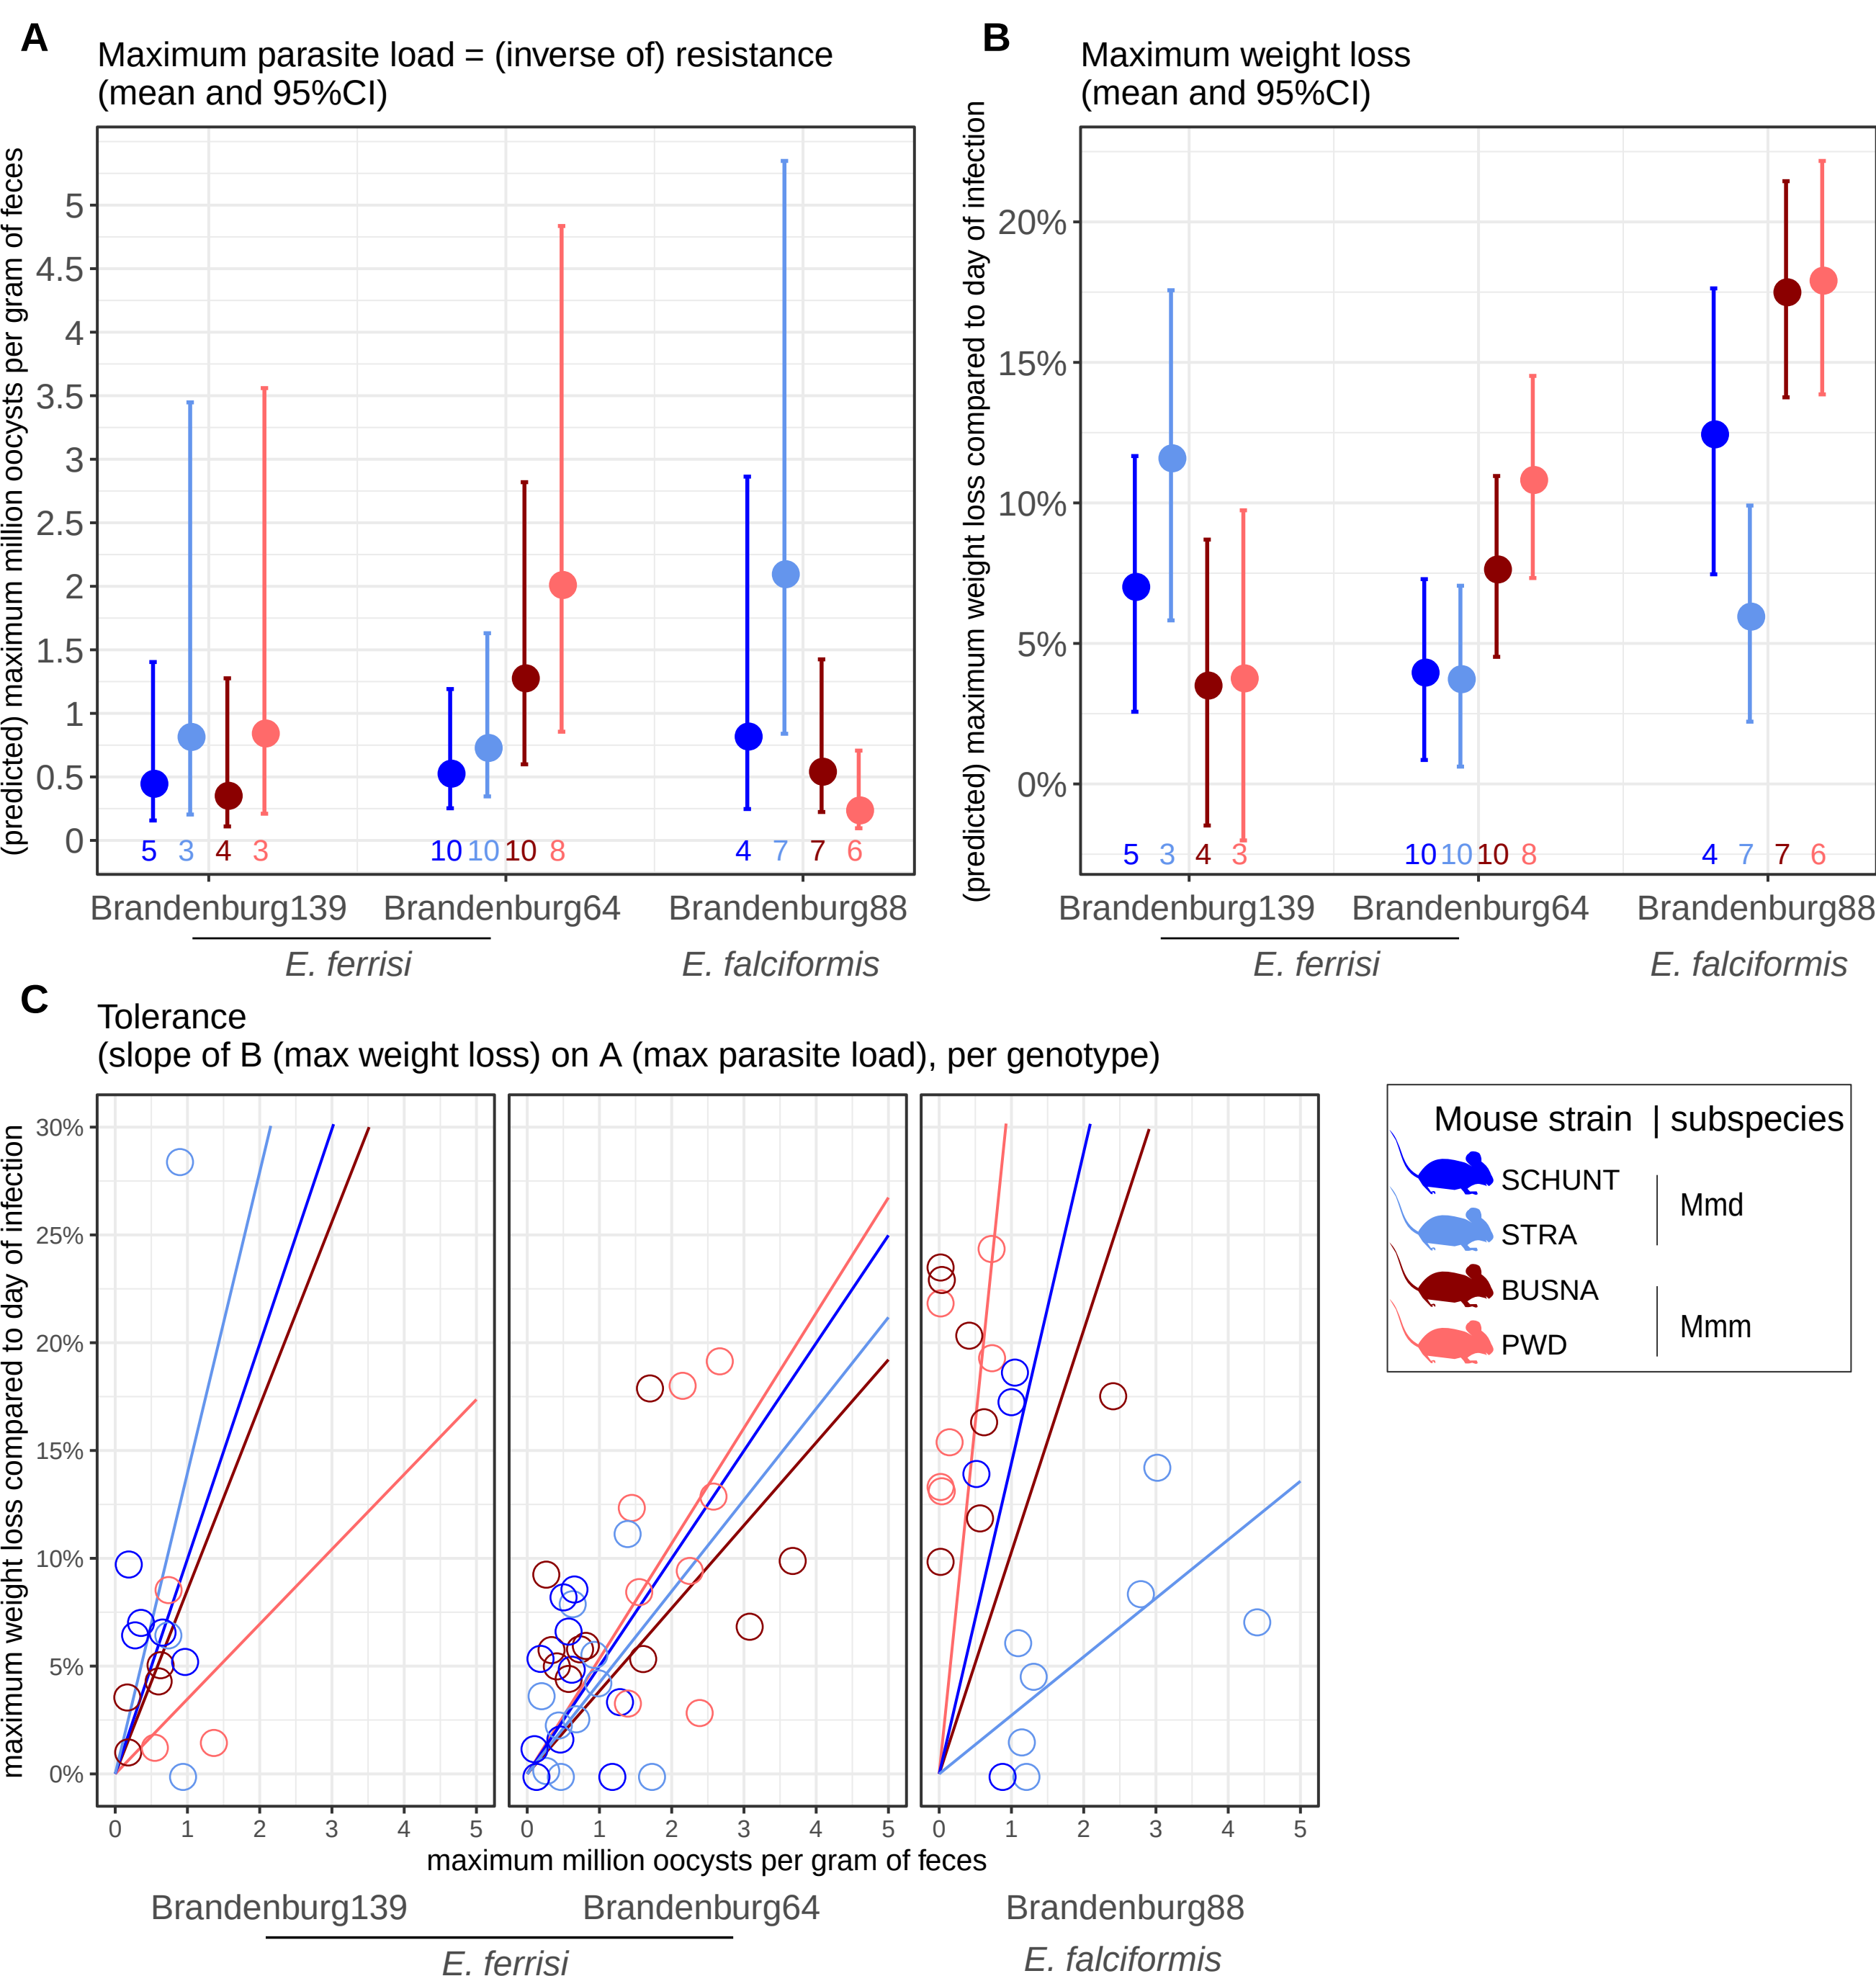 A
Maximum parasite load = (inverse of) resistance
(mean and 95%CI)
(predicted) maximum million oocysts per gram of feces
5
4.5
4
3.5
3
2.5
2
1.5
1
0.5
0
5 3 4 3 10 10 10 8 4 7 7 6
Brandenburg139 Brandenburg64 Brandenburg88
E. ferrisi E. falciformis
B
Maximum weight loss
(mean and 95%CI)
(predicted) maximum weight loss compared to day of infection
20%
15%
10%
5%
0%
5 3 4 3 10 10 10 8 4 7 7 6
Brandenburg139 Brandenburg64 Brandenburg88
E. ferrisi E. falciformis
C
Tolerance
(slope of B (max weight loss) on A (max parasite load), per genotype)
maximum weight loss compared to day of infection
30%
25%
20%
15%
10%
5%
0%
0 1 2 3 4 5 0 1 2 3 4 5 0 1 2 3 4 5
maximum million oocysts per gram of feces
Brandenburg139 Brandenburg64 Brandenburg88
E. ferrisi E. falciformis
Mouse strain | subspecies
SCHUNT
Mmd
STRA
BUSNA
Mmm
PWD